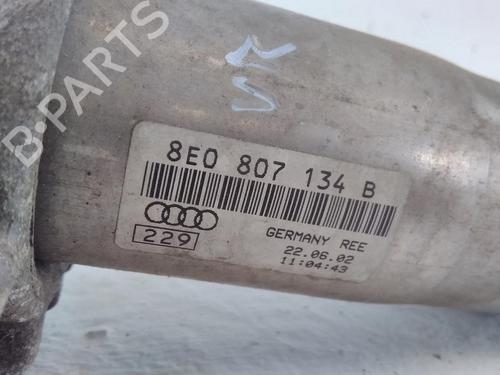 B-PARTS
8E0 807 134 B
229
GERMANY REE
22.06.02
11:04:43